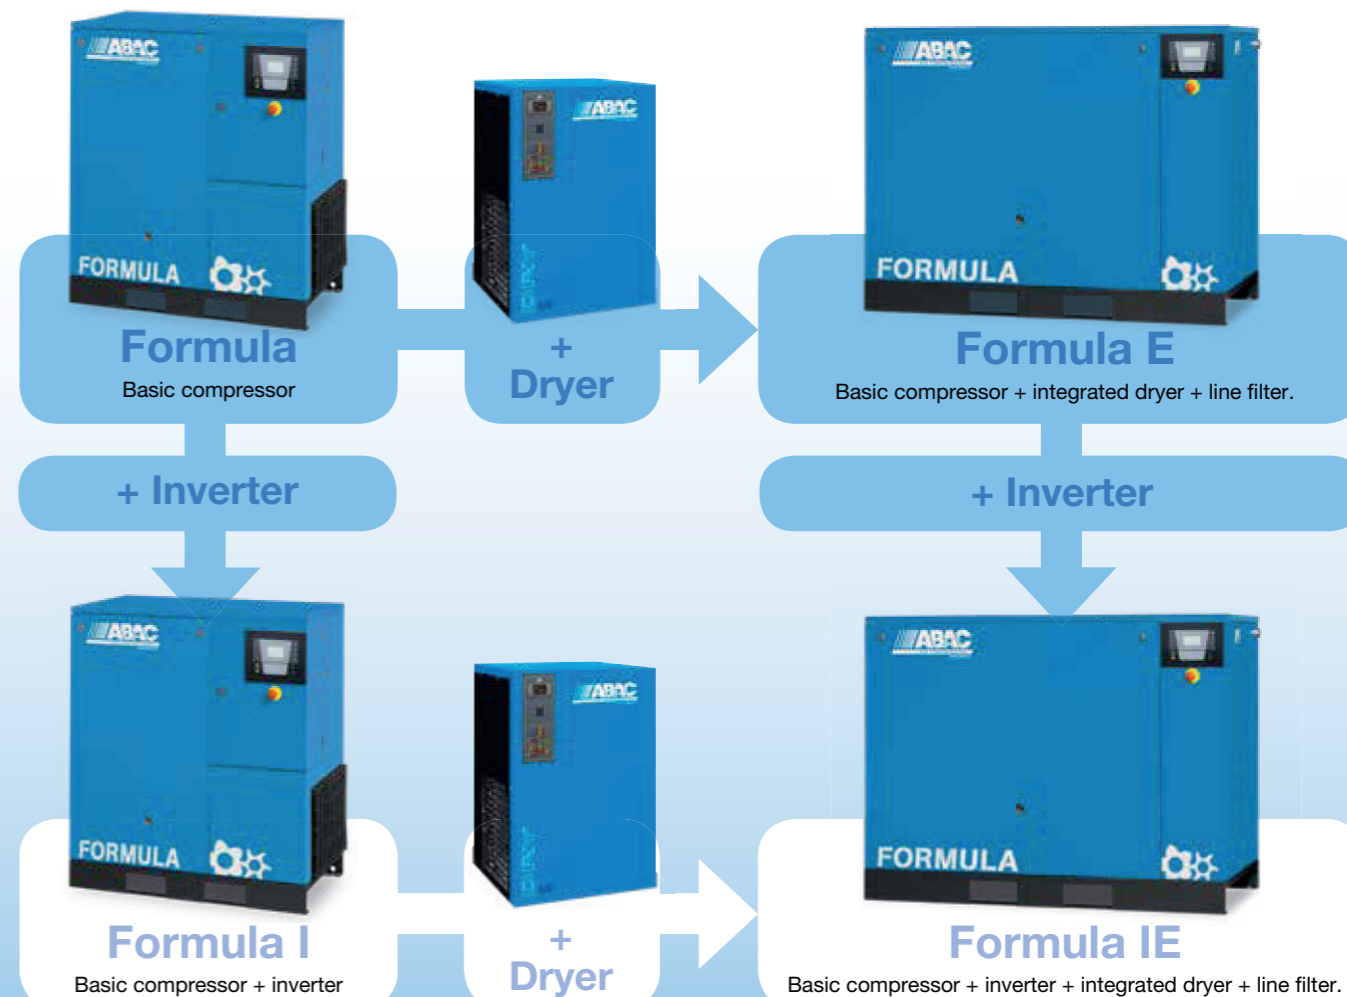 ABAC
ABAC
ABAC
FORMULA
FORMULA
Formula
Basic compressor
+
Dryer
Formula E
Basic compressor + integrated dryer + line filter.
+ Inverter
+ Inverter
ABAC
ABAC
ABAC
FORMULA
FORMULA
Formula I
Basic compressor + inverter
+
Dryer
Formula IE
Basic compressor + inverter + integrated dryer + line filter.